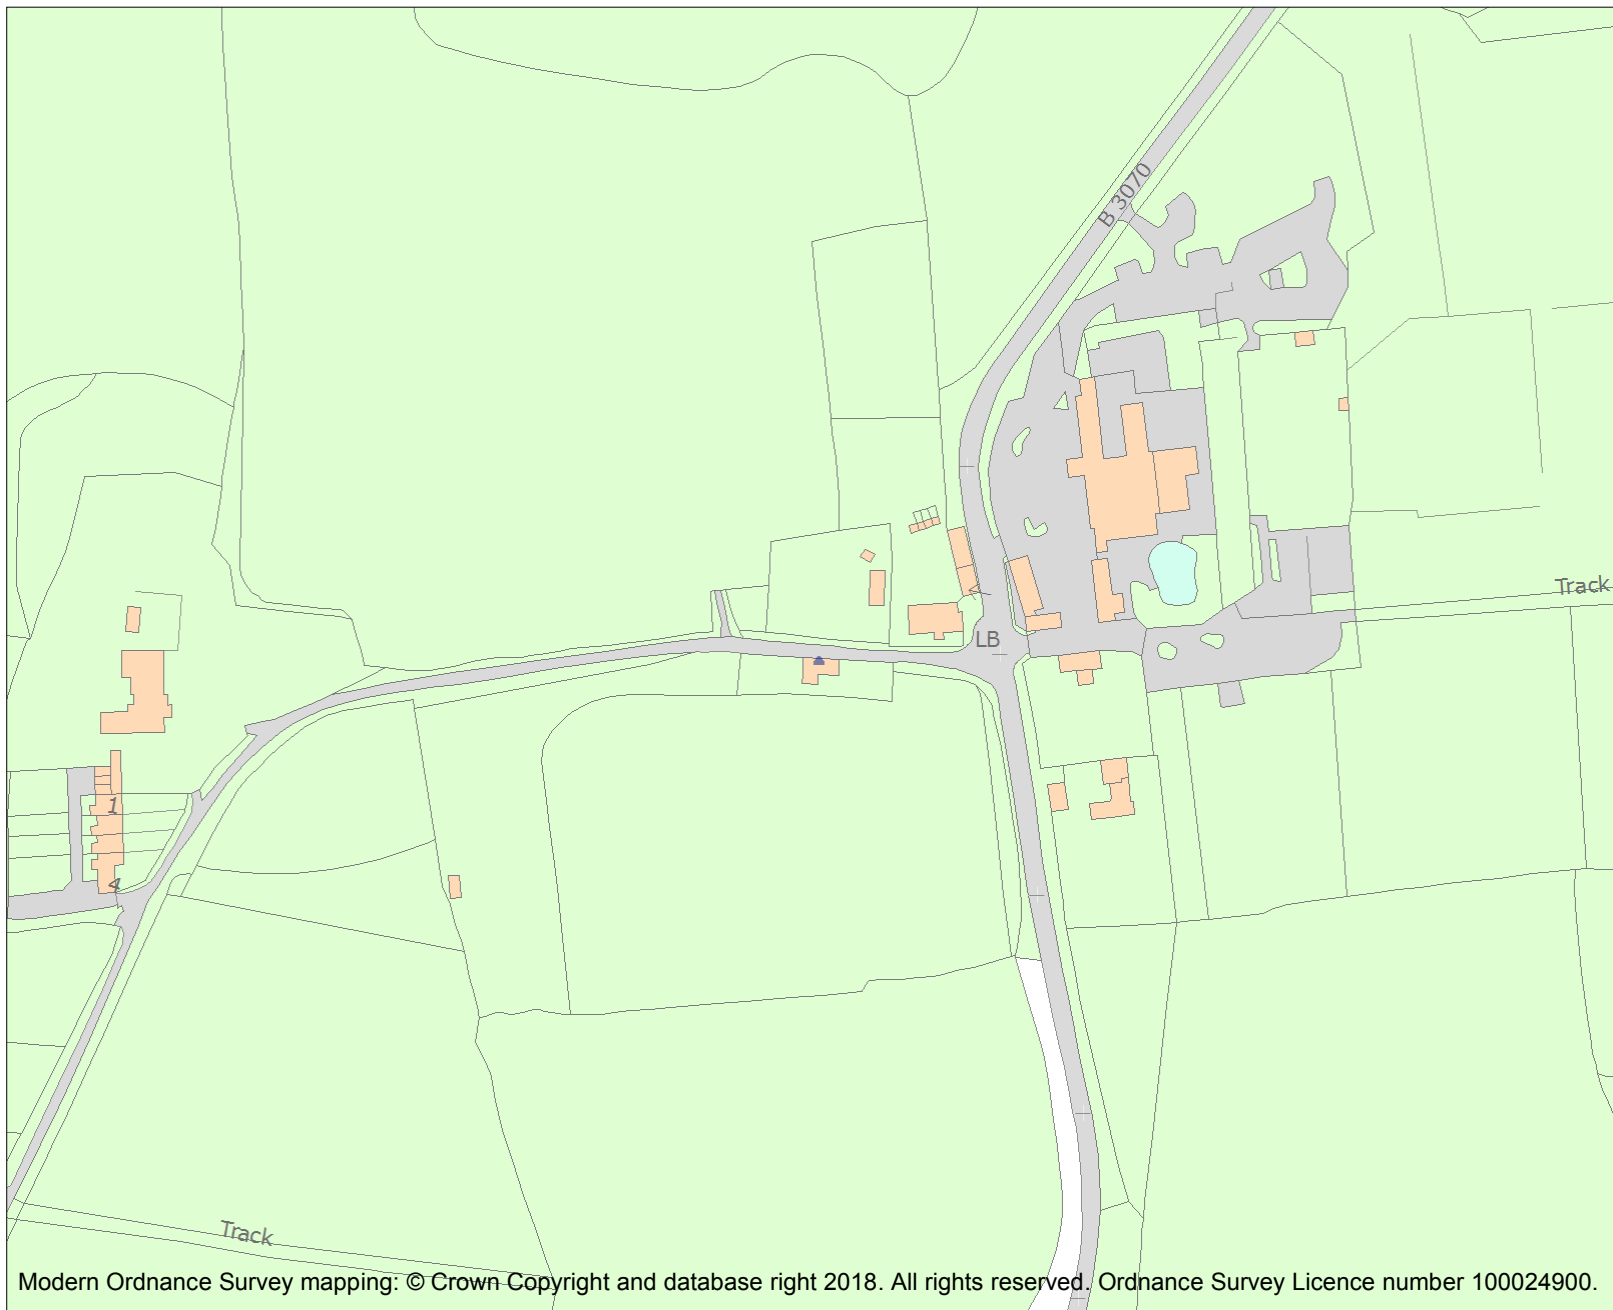 B 3070
Track
LB
1
4
Track
Modern Ordnance Survey mapping: © Crown Copyright and database right 2018. All rights reserved. Ordnance Survey Licence number 100024900.